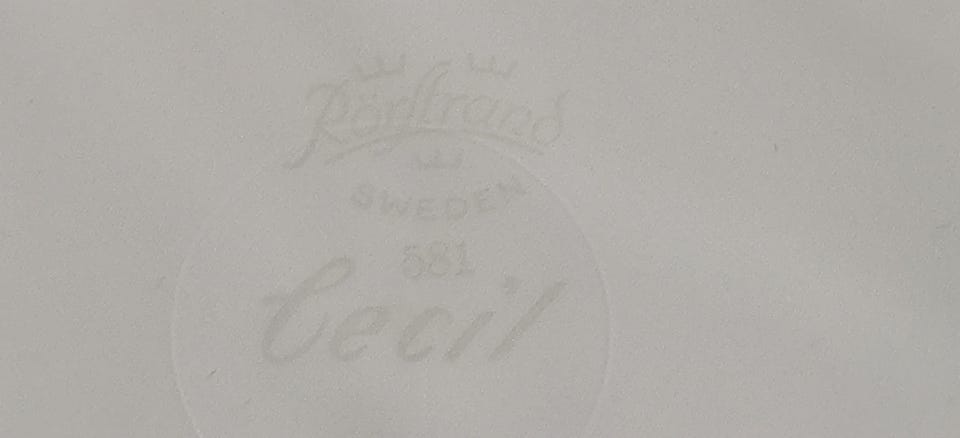 Rörstrand
SWEDEN
581
Cecil